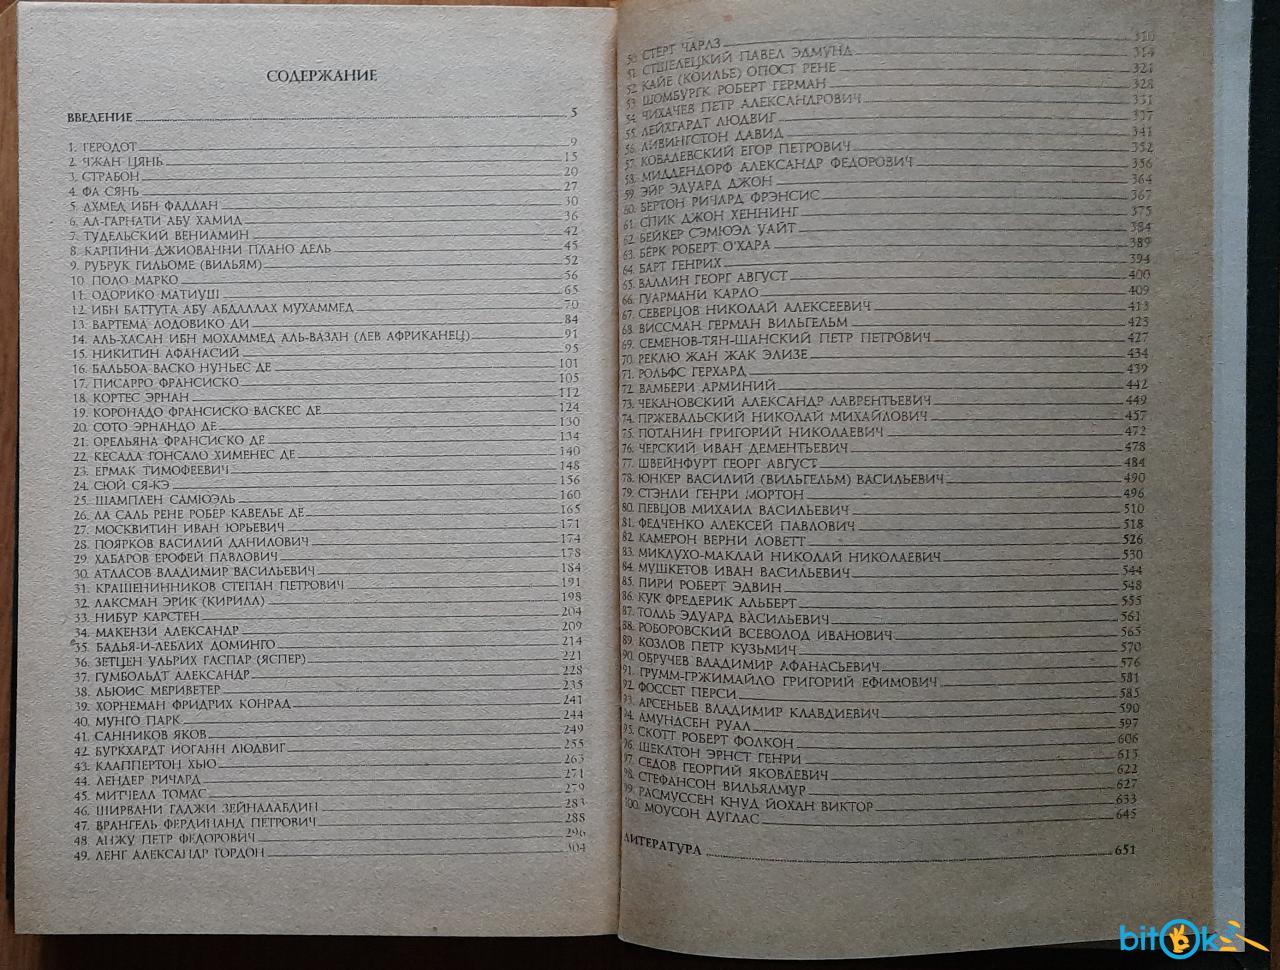 СОДЕРЖАНИЕ
ВВЕДЕНИЕ 5
1. ГЕРОДОТ 9
2. ЧЖАН ЦЯНЬ 15
3. СТРАБОН 20
4. ФА СЯНЬ 27
5. АХМЕД ИБН ФАДЛАН 30
6. АЛ-ГАРНАТИ АБУ ХАМИД 36
7. ТУДЕЛЬСКИЙ ВЕНИАМИН 42
8. КАРПИНИ ДЖИОВАННИ ПЛАНО ДЕЛЬ 45
9. РУБРУК ГИЛЬОМЕ (ВИЛЬЯМ) 52
10. ПОЛО МАРКО 56
11. ОДОРИКО МАТИУШ 65
12. ИБН БАТТУТА АБУ АБДАЛЛАХ МУХАММЕД 70
13. ВАРТЕМА ЛОДОВИКО ДИ 84
14. АЛЬ-ХАСАН ИБН МОХАММЕД АЛЬ-ВАЗАН (ЛЕВ АФРИКАНЕЦ) 91
15. НИКИТИН АФАНАСИЙ 95
16. БАЛЬБОА ВАСКО НУНЬЕС ДЕ 101
17. ПИСАРРО ФРАНСИСКО 105
18. КОРТЕС ЭРНАН 112
19. КОРОНАДО ФРАНСИСКО ВАСКЕС ДЕ 124
20. СОТО ЭРНАНДО ДЕ 130
21. ОРЕЛЬЯНА ФРАНСИСКО ДЕ 134
22. КЕСАДА ГОНСАЛО ХИМЕНЕС ДЕ 140
23. ЕРМАК ТИМОФЕЕВИЧ 148
24. СЮЙ СЯ-КЭ 156
25. ШАМПЛЕН САМЮЭЛЬ 160
26. ЛА САЛЬ РЕНЕ РОБЕР КАВЕЛЬЕ ДЕ 165
27. МОСКВИТИН ИВАН ЮРЬЕВИЧ 171
28. ПОЯРКОВ ВАСИЛИЙ ДАНИЛОВИЧ 174
29. ХАБАРОВ ЕРОФЕЙ ПАВЛОВИЧ 178
30. АТЛАСОВ ВЛАДИМИР ВАСИЛЬЕВИЧ 184
31. КРАШЕНИННИКОВ СТЕПАН ПЕТРОВИЧ 191
32. ЛАКСМАН ЭРИК (КИРИЛА) 198
33. НИБУР КАРСТЕН 204
34. МАКЕНЗИ АЛЕКСАНДР 209
35. БАДЬЯ-И-ЛЕБЛИХ ДОМИНГО 214
36. ЗЕТЦЕН УЛЬРИХ ГАСПАР (ЯСПЕР) 221
37. ГУМБОЛЬДТ АЛЕКСАНДР 228
38. ЛЬЮИС МЕРИВЕТЕР 235
39. ХОРНЕМАН ФРИДРИХ КОНРАД 241
40. МУНГО ПАРК 244
41. САННИКОВ ЯКОВ 249
42. БУРКХАРДТ ИОГАНН ЛЮДВИГ 255
43. КЛАППЕРТОН ХЬЮ 263
44. ЛЕНДЕР РИЧАРД 271
45. МИТЧЕЛЛ ТОМАС 279
46. ШИРВАНИ ГАДЖИ ЗЕЙНАЛАБДИН 283
47. ВРАНГЕЛЬ ФЕРДИНАНД ПЕТРОВИЧ 288
48. АНЖУ ПЕТР ФЕДОРОВИЧ 296
49. ЛЕНГ АЛЕКСАНДР ГОРДОН 304
50. СТЕРТ ЧАРЛЗ 310
51. СТШЕЛЕЦКИЙ ПАВЕЛ ЭДМУНД 314
52. КАЙЕ (КОИЛЬЕ) ОПОСТ РЕНЕ 321
53. ШОМБУРГК РОБЕРТ ГЕРМАН 328
54. ЧИХАЧЕВ ПЕТР АЛЕКСАНДРОВИЧ 331
55. ЛЕЙХГАРДТ ЛЮДВИГ 337
56. ЛИВИНГСТОН ДАВИД 341
57. КОВАЛЕВСКИЙ ЕГОР ПЕТРОВИЧ 352
58. МИДДЕНДОРФ АЛЕКСАНДР ФЕДОРОВИЧ 356
59. ЭЙР ЭДУАРД ДЖОН 364
60. БЕРТОН РИЧАРД ФРЭНСИС 367
61. СПИК ДЖОН ХЕННИНГ 375
62. БЕЙКЕР СЭМЮЭЛ УАЙТ 384
63. БЕРК РОБЕРТ О'ХАРА 389
64. БАРТ ГЕНРИХ 394
65. ВАЛЛИН ГЕОРГ АВГУСТ 400
66. ГУАРМАНИ КАРЛО 409
67. СЕВЕРЦОВ НИКОЛАЙ АЛЕКСЕЕВИЧ 413
68. ВИССМАН ГЕРМАН ВИЛЬГЕЛЬМ 425
69. СЕМЕНОВ-ТЯН-ШАНСКИЙ ПЕТР ПЕТРОВИЧ 427
70. РЕКЛЮ ЖАН ЖАК ЭЛИЗЕ 434
71. РОЛЬФС ГЕРХАРД 439
72. ВАМБЕРИ АРМИНИЙ 442
73. ЧЕКАНОВСКИЙ АЛЕКСАНДР ЛАВРЕНТЬЕВИЧ 449
74. ПРЖЕВАЛЬСКИЙ НИКОЛАЙ МИХАЙЛОВИЧ 457
75. ПОТАНИН ГРИГОРИЙ НИКОЛАЕВИЧ 472
76. ЧЕРСКИЙ ИВАН ДЕМЕНТЬЕВИЧ 478
77. ШВЕЙНФУРТ ГЕОРГ АВГУСТ 484
78. ЮНКЕР ВАСИЛИЙ (ВИЛЬГЕЛЬМ) ВАСИЛЬЕВИЧ 490
79. СТЭНЛИ ГЕНРИ МОРТОН 496
80. ПЕВЦОВ МИХАИЛ ВАСИЛЬЕВИЧ 510
81. ФЕДЧЕНКО АЛЕКСЕЙ ПАВЛОВИЧ 518
82. КАМЕРОН ВЕРНИ ЛОВЕТТ 526
83. МИКЛУХО-МАКЛАЙ НИКОЛАЙ НИКОЛАЕВИЧ 530
84. МУШКЕТОВ ИВАН ВАСИЛЬЕВИЧ 544
85. ПИРИ РОБЕРТ ЭДВИН 548
86. КУК ФРЕДЕРИК АЛЬБЕРТ 555
87. ТОЛЛЬ ЭДУАРД ВАСИЛЬЕВИЧ 561
88. РОБОРОВСКИЙ ВСЕВОЛОД ИВАНОВИЧ 565
89. КОЗЛОВ ПЕТР КУЗЬМИЧ 570
90. ОБРУЧЕВ ВЛАДИМИР АФАНАСЬЕВИЧ 576
91. ГРУММ-ГРЖИМАЙЛО ГРИГОРИЙ ЕФИМОВИЧ 581
92. ФОССЕТ ПЕРСИ 585
93. АРСЕНЬЕВ ВЛАДИМИР КЛАВДИЕВИЧ 590
94. АМУНДСЕН РУАЛ 597
95. СКОТТ РОБЕРТ ФОЛКОН 606
96. ШЕКЛТОН ЭРНСТ ГЕНРИ 615
97. СЕДОВ ГЕОРГИЙ ЯКОВЛЕВИЧ 622
98. СТЕФАНСОН ВИЛЬЯЛМУР 627
99. РАСМУССЕН КНУД ЙОХАН ВИКТОР 633
100. МОУСОН ДУГЛАС 645
ЛИТЕРАТУРА 651
bitok